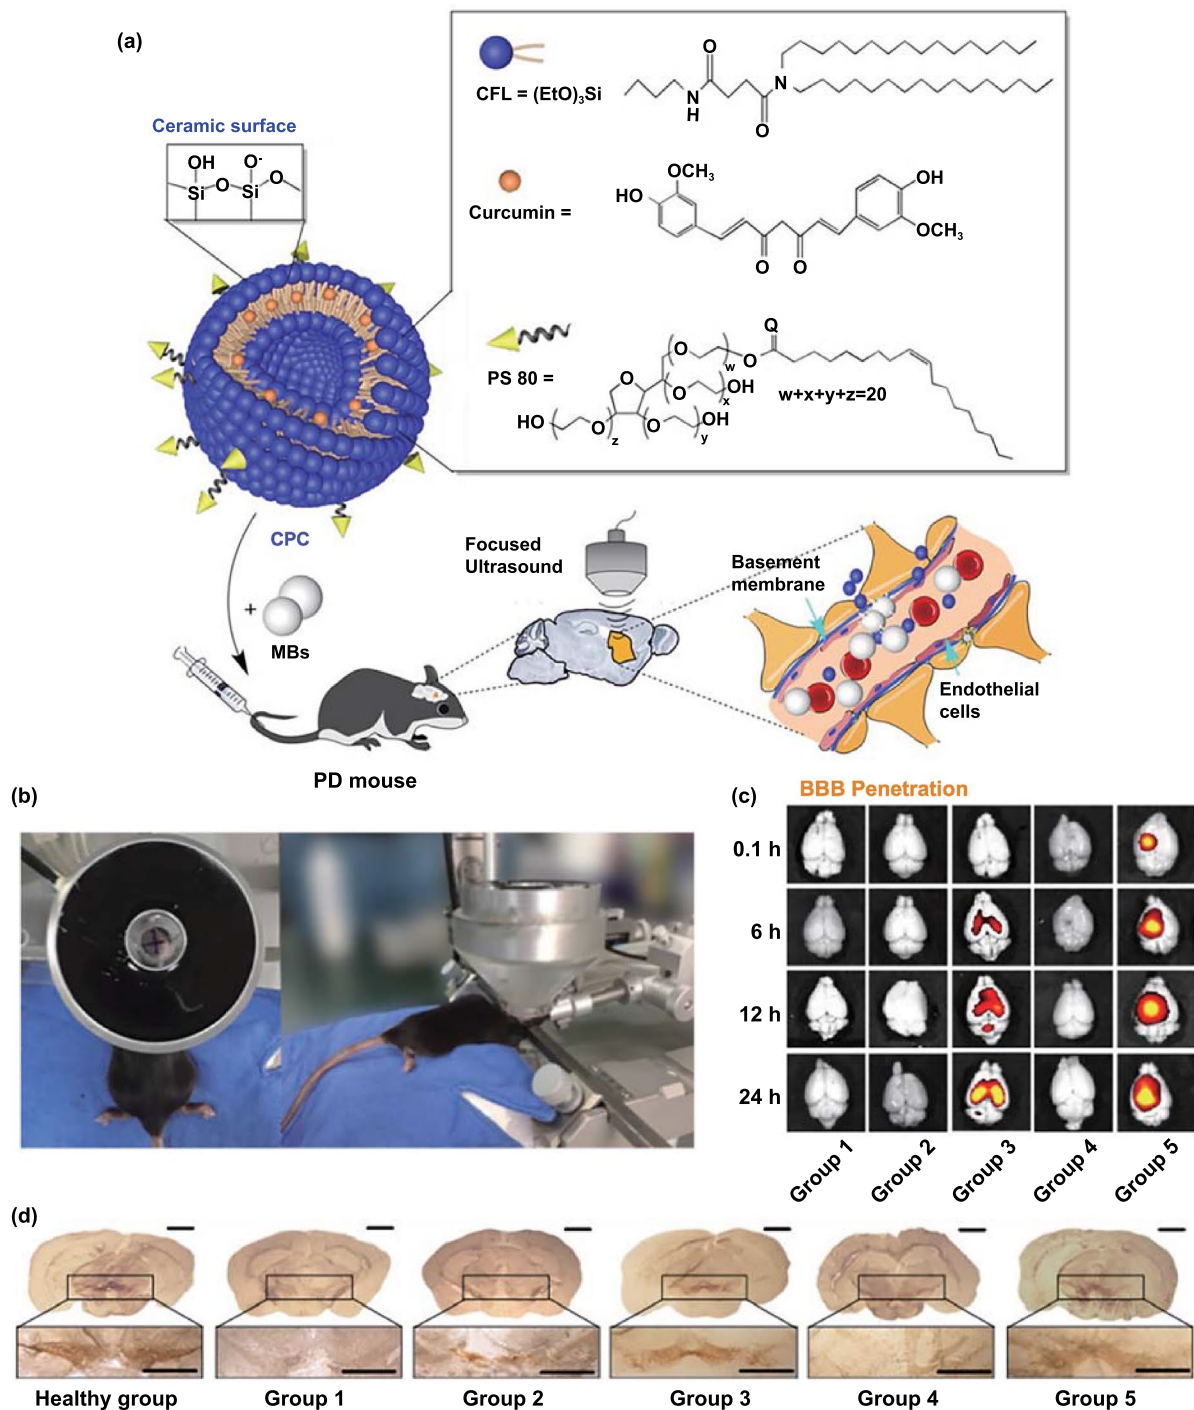 (a)
CFL = (EtO)3Si
O
N
H
N
O
Ceramic surface
OH
O-
Si
O
Si
O
Curcumin =
OCH3
HO
OH
OCH3
O
O
PS 80 =
Q
O
w
O
O
O
OH
x
w+x+y+z=20
HO
O
z
O
OH
y
CPC
+
MBs
Focused
Ultrasound
Basement
membrane
Endothelial
cells
PD mouse
(b)
(c)
BBB Penetration
0.1 h
6 h
12 h
24 h
Group 1
Group 2
Group 3
Group 4
Group 5
(d)
Healthy group
Group 1
Group 2
Group 3
Group 4
Group 5